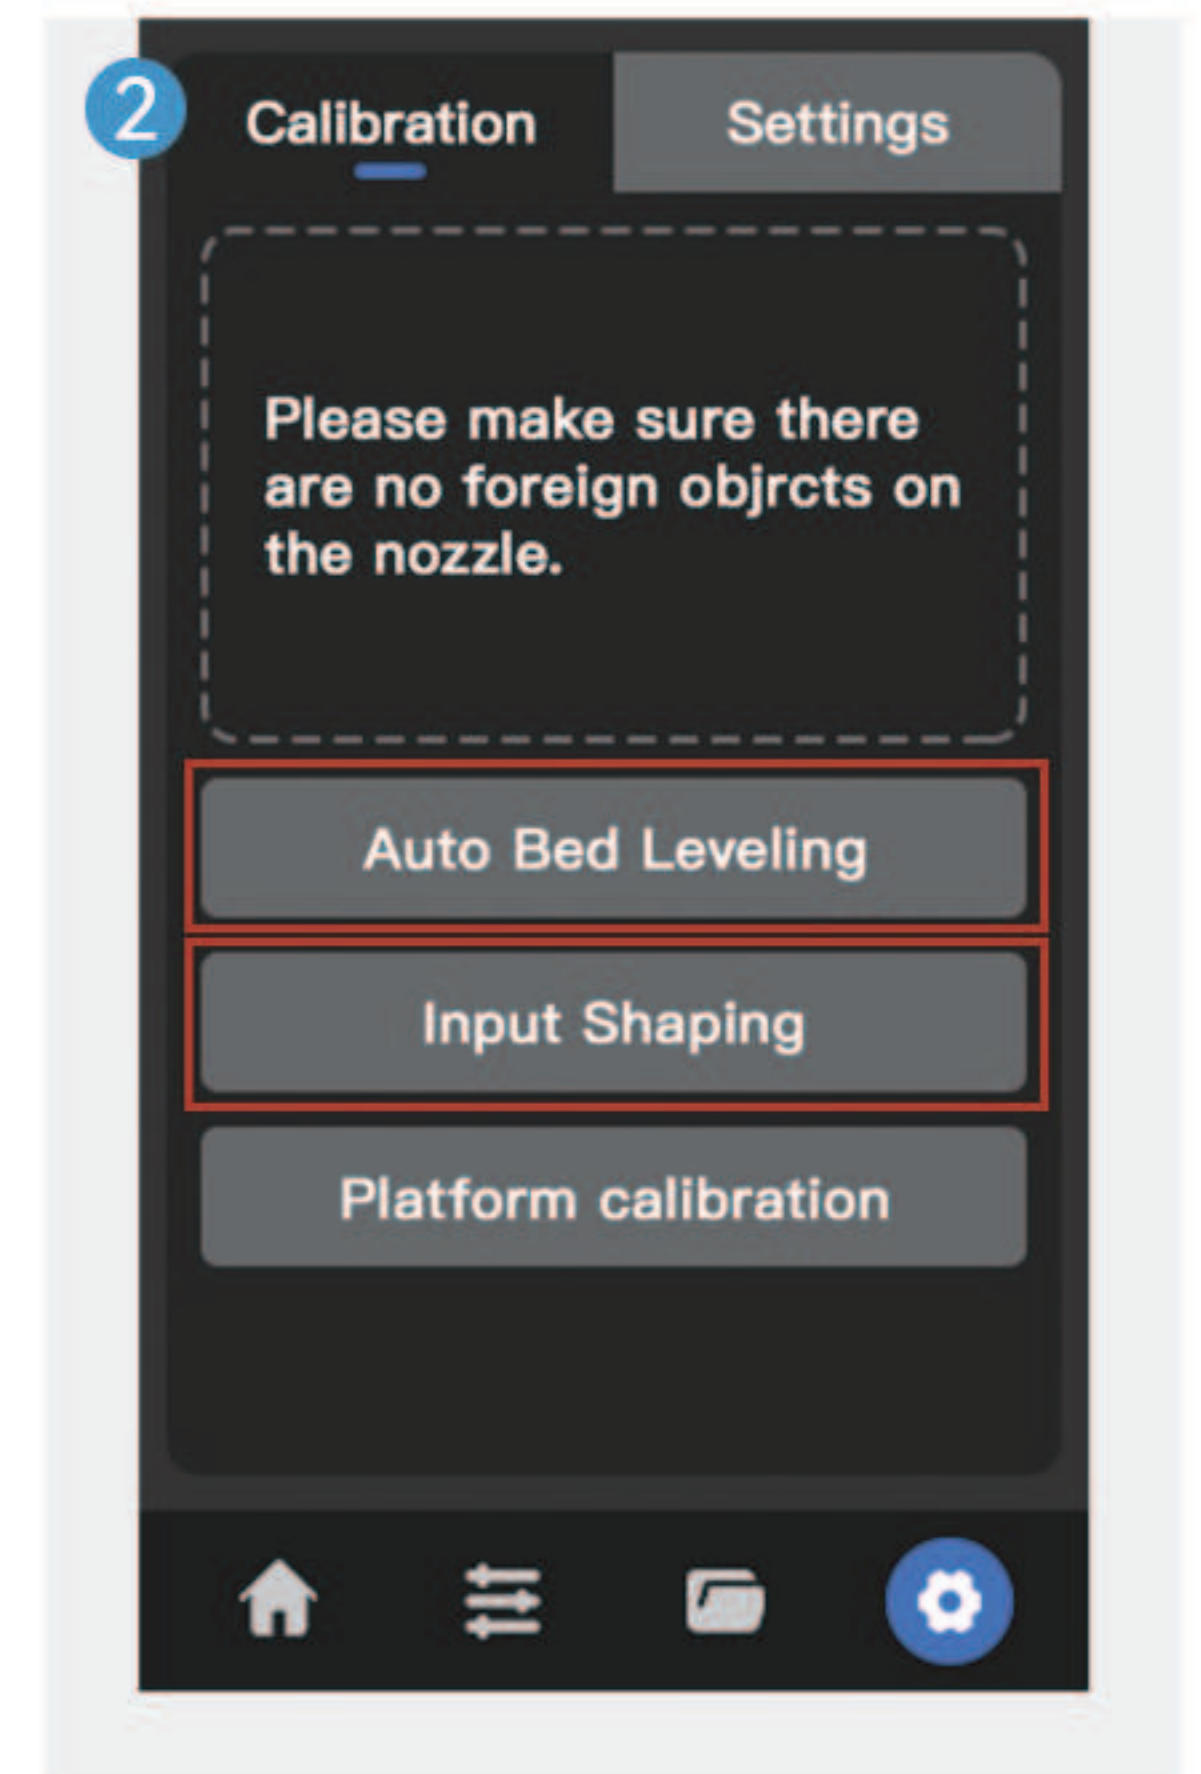 2
Calibration
Settings
Please make sure there
are no foreign objrcts on
the nozzle.
Auto Bed Leveling
Input Shaping
Platform calibration